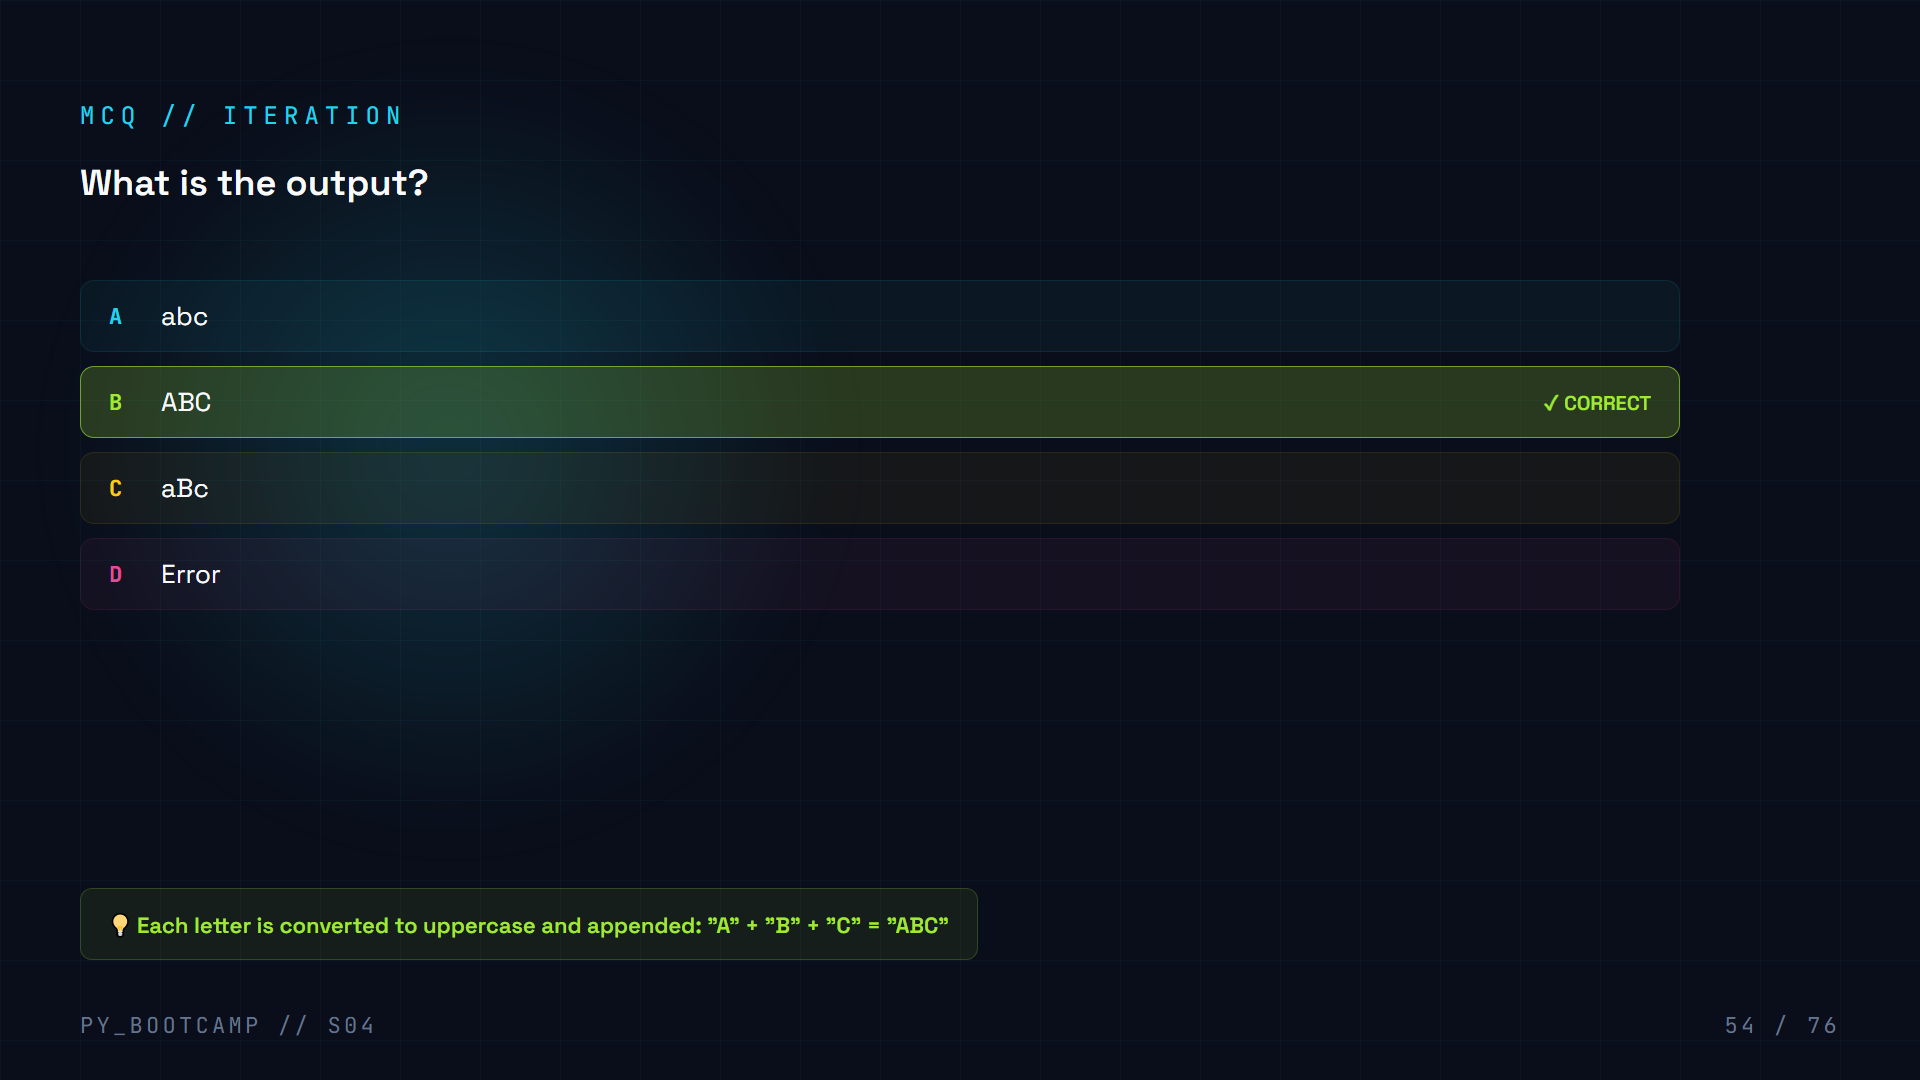 MCQ // ITERATION
What is the output?
A abc
B ABC ✓ CORRECT
C aBc
D Error
💡 Each letter is converted to uppercase and appended: ”A” + ”B” + ”C” = ”ABC”
PY_BOOTCAMP // S04
54 / 76